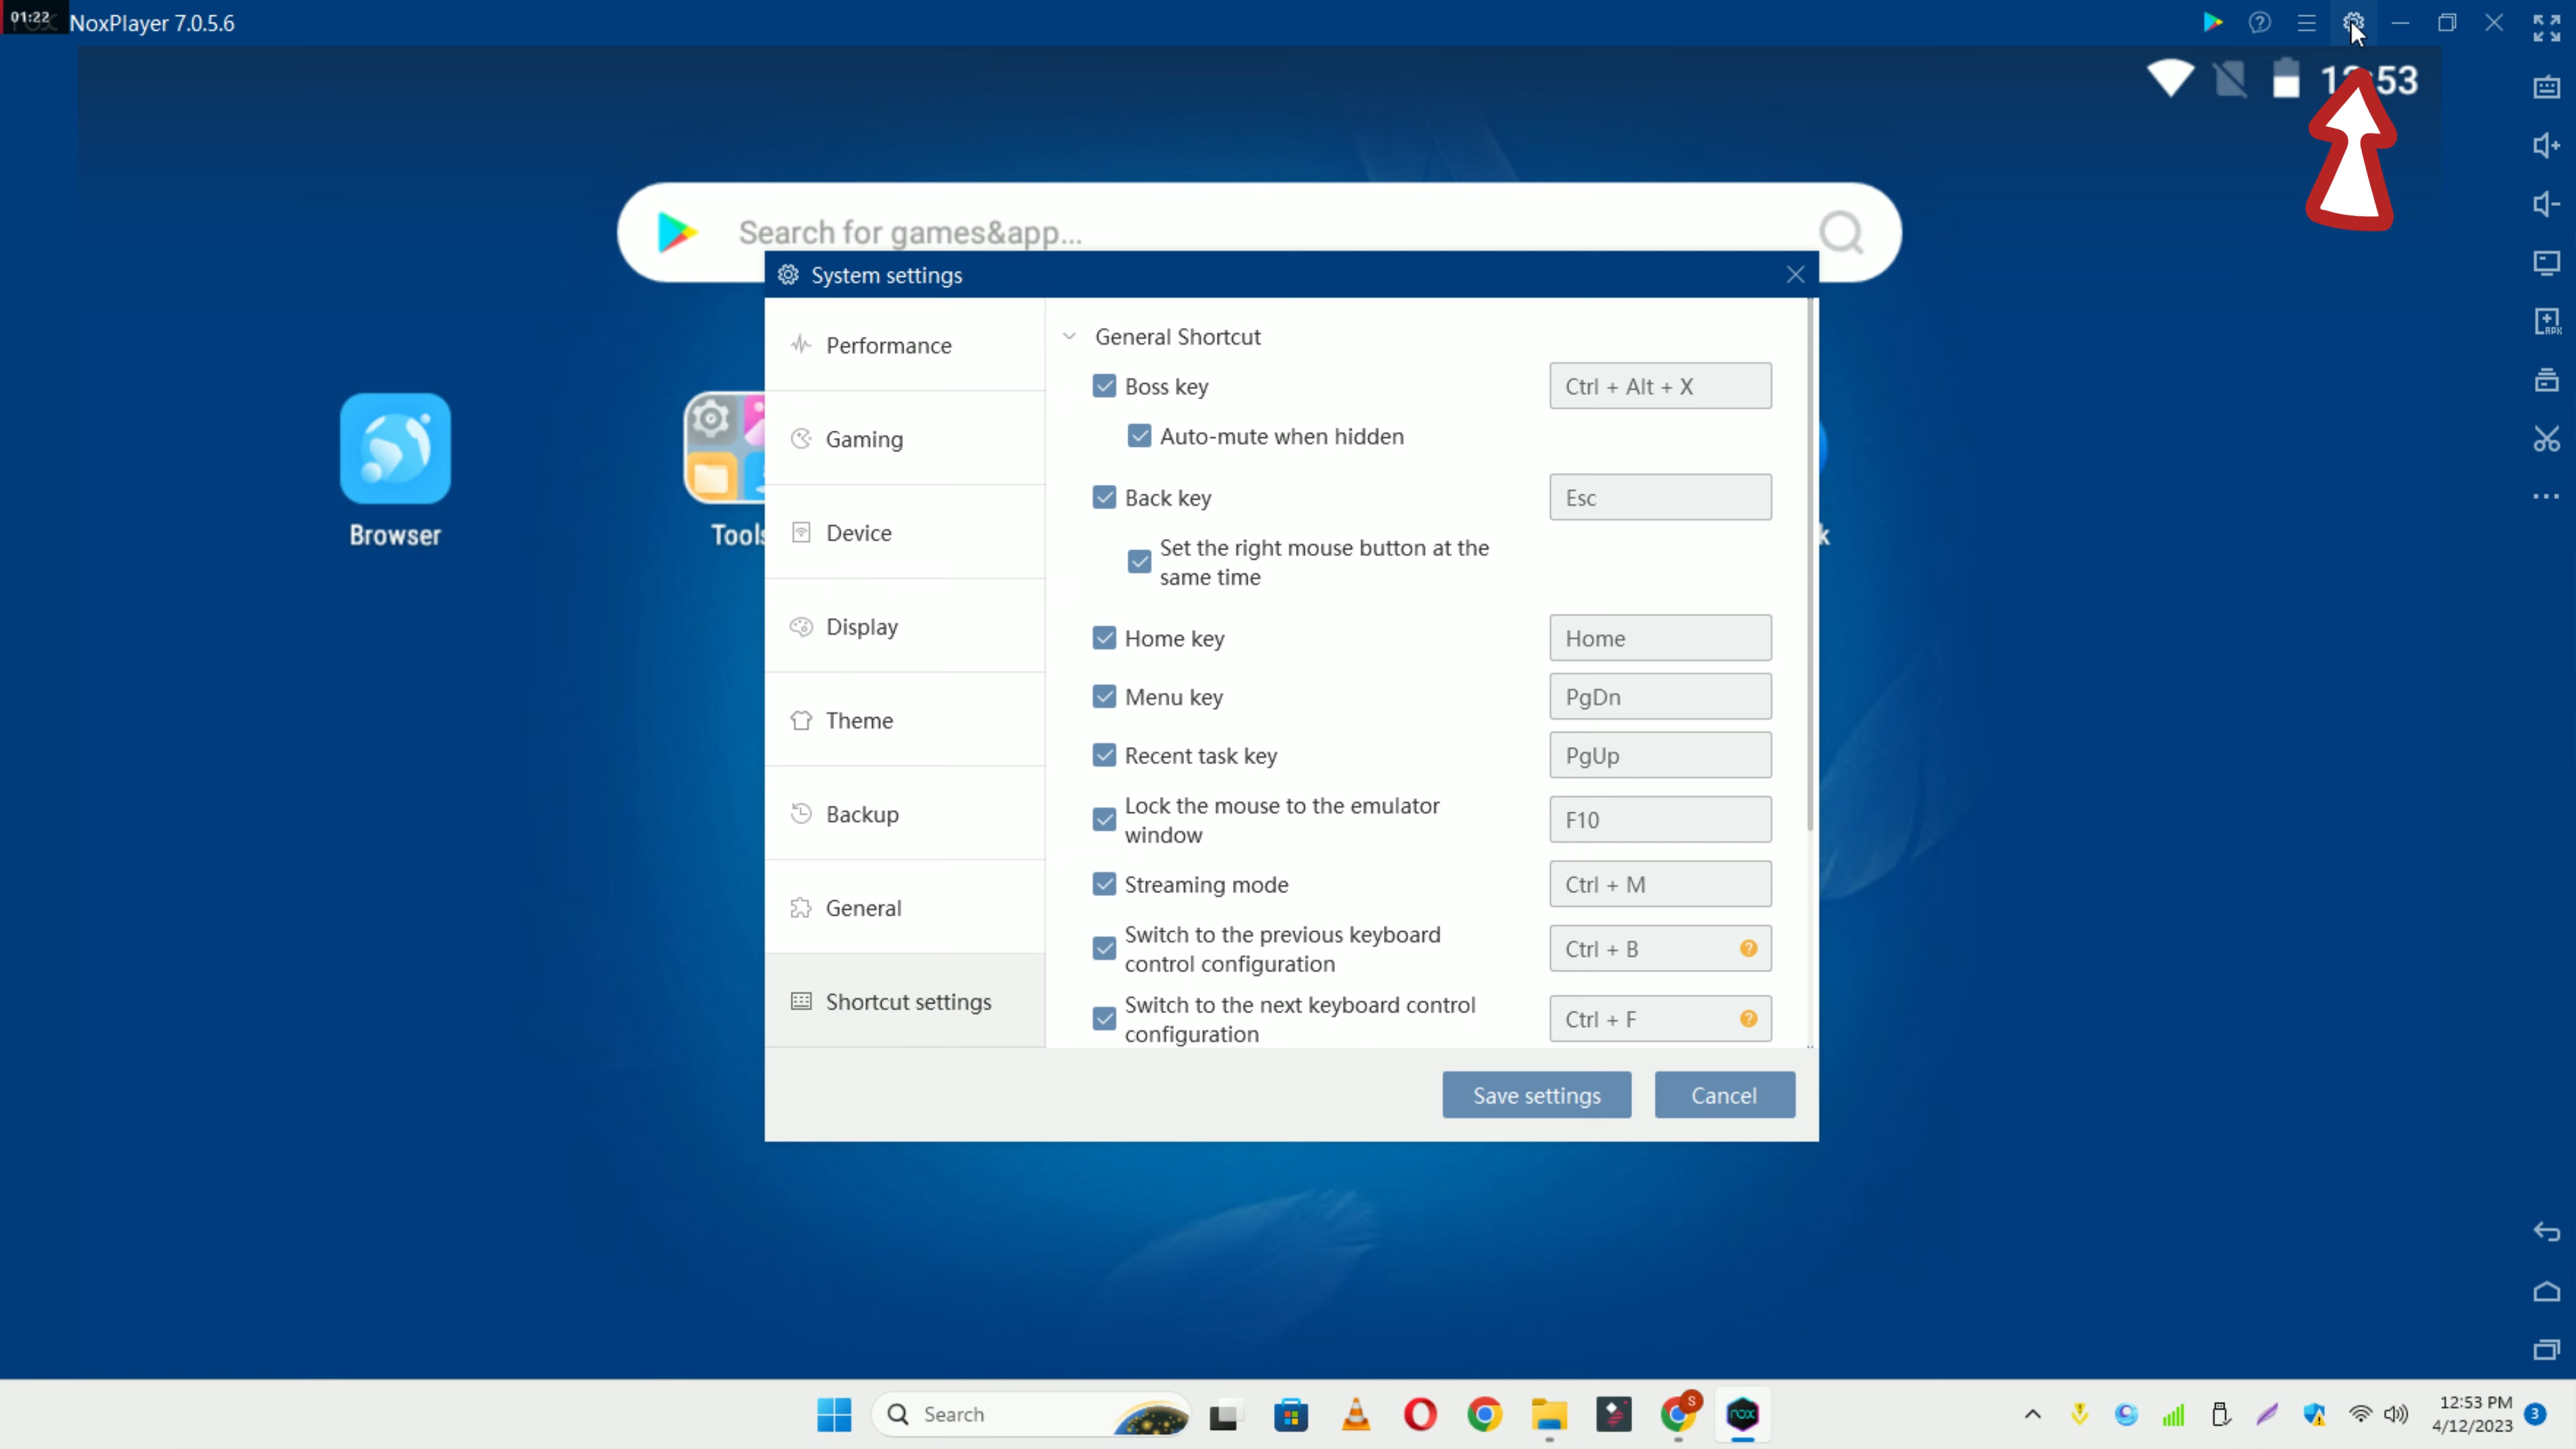 01:22
NoxPlayer 7.0.5.6
53
Search for games&app...
System settings
Performance
Gaming
Device
Display
Theme
Backup
General
Shortcut settings
General Shortcut
Boss key
Ctrl + Alt + X
Auto-mute when hidden
Back key
Esc
Set the right mouse button at the
same time
Home key
Home
Menu key
PgDn
Recent task key
PgUp
Lock the mouse to the emulator
window
F10
Streaming mode
Ctrl + M
Switch to the previous keyboard
control configuration
Ctrl + B
Switch to the next keyboard control
configuration
Ctrl + F
Save settings
Cancel
Browser
Tools
k
APK
Search
S
nox
12:53 PM
4/12/2023
3